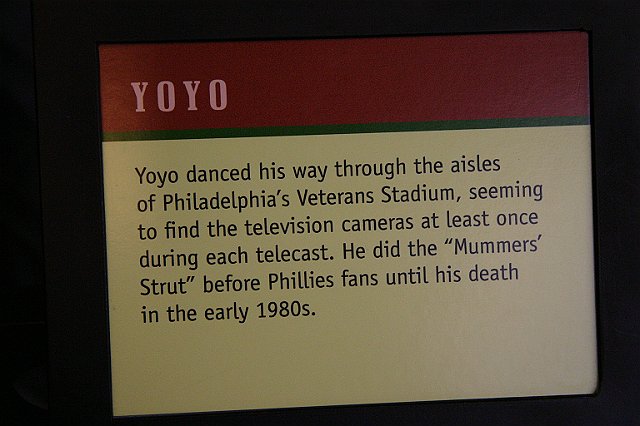 YOYO
Yoyo danced his way through the aisles
of Philadelphia's Veterans Stadium, seeming
to find the television cameras at least once
during each telecast. He did the “Mummers’
Strut” before Phillies fans until his death
in the early 1980s.